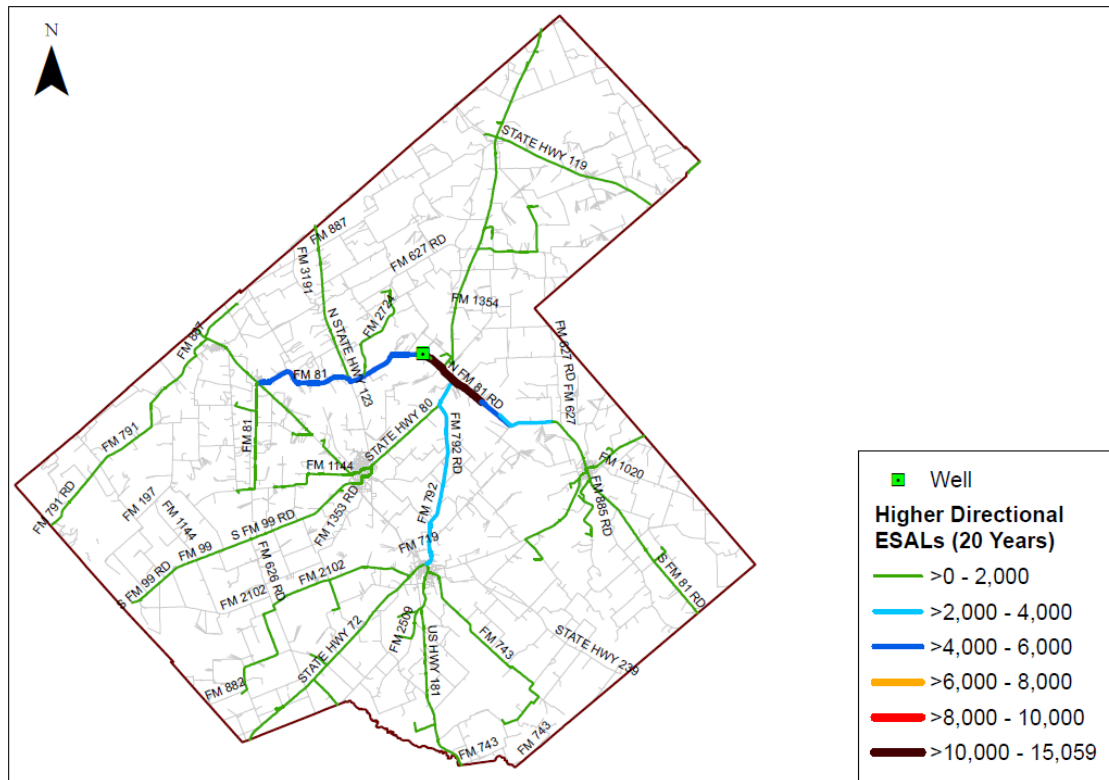 N
STATE HWY 119
FM 887
FM 3191
FM 627 RD
FM 2724
FM 1354
N STATE HWY 123
FM 887
FM 81
N FM 81 RD
FM 627 RD
FM 627
FM 791
FM 81
STATE HWY 80
FM 792 RD
FM 1144
FM 1020
FM 791 RD
FM 197
FM 1144
S FM 99 RD
FM 1353 RD
FM 792
FM 885 RD
FM 99
FM 719
S FM 99 RD
FM 626 RD
FM 2102
FM 2102
S FM 81 RD
STATE HWY 72
FM 2509
US HWY 181
FM 743
STATE HWY 239
FM 882
FM 743
FM 743
Well
Higher Directional
ESALs (20 Years)
>0 - 2,000
>2,000 - 4,000
>4,000 - 6,000
>6,000 - 8,000
>8,000 - 10,000
>10,000 - 15,059